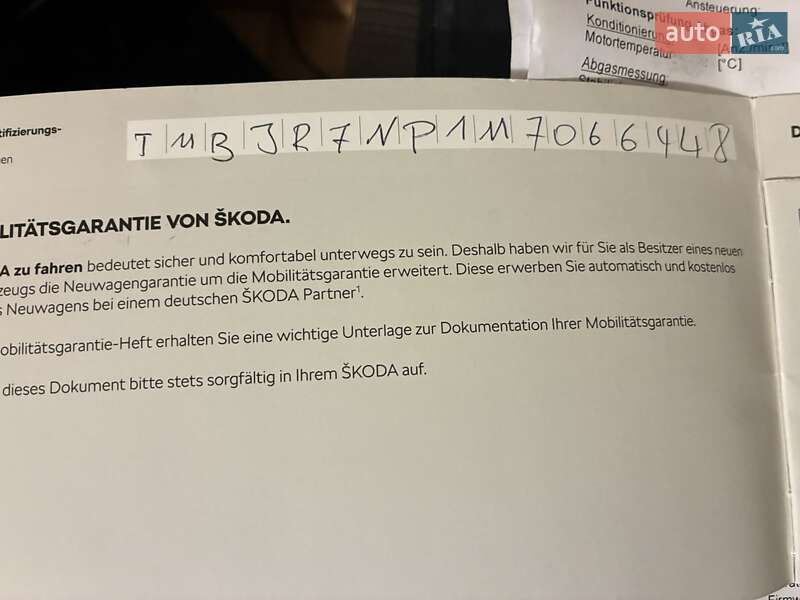 Funktionsprüfung
Ansteuerung:
Konditionierung
Motortemperatur
[°C]
Abgasmessung:
auto RIA .com
tifizierungs-
en
TMBJR7NP1M7066448
LITÄTSGARANTIE VON ŠKODA.
A zu fahren bedeutet sicher und komfortabel unterwegs zu sein. Deshalb haben wir für Sie als Besitzer eines neuen
zeugs die Neuwagengarantie um die Mobilitätsgarantie erweitert. Diese erwerben Sie automatisch und kostenlos
s Neuwagens bei einem deutschen ŠKODA Partner¹.
obilitätsgarantie-Heft erhalten Sie eine wichtige Unterlage zur Dokumentation Ihrer Mobilitätsgarantie.
dieses Dokument bitte stets sorgfältig in Ihrem ŠKODA auf.
D